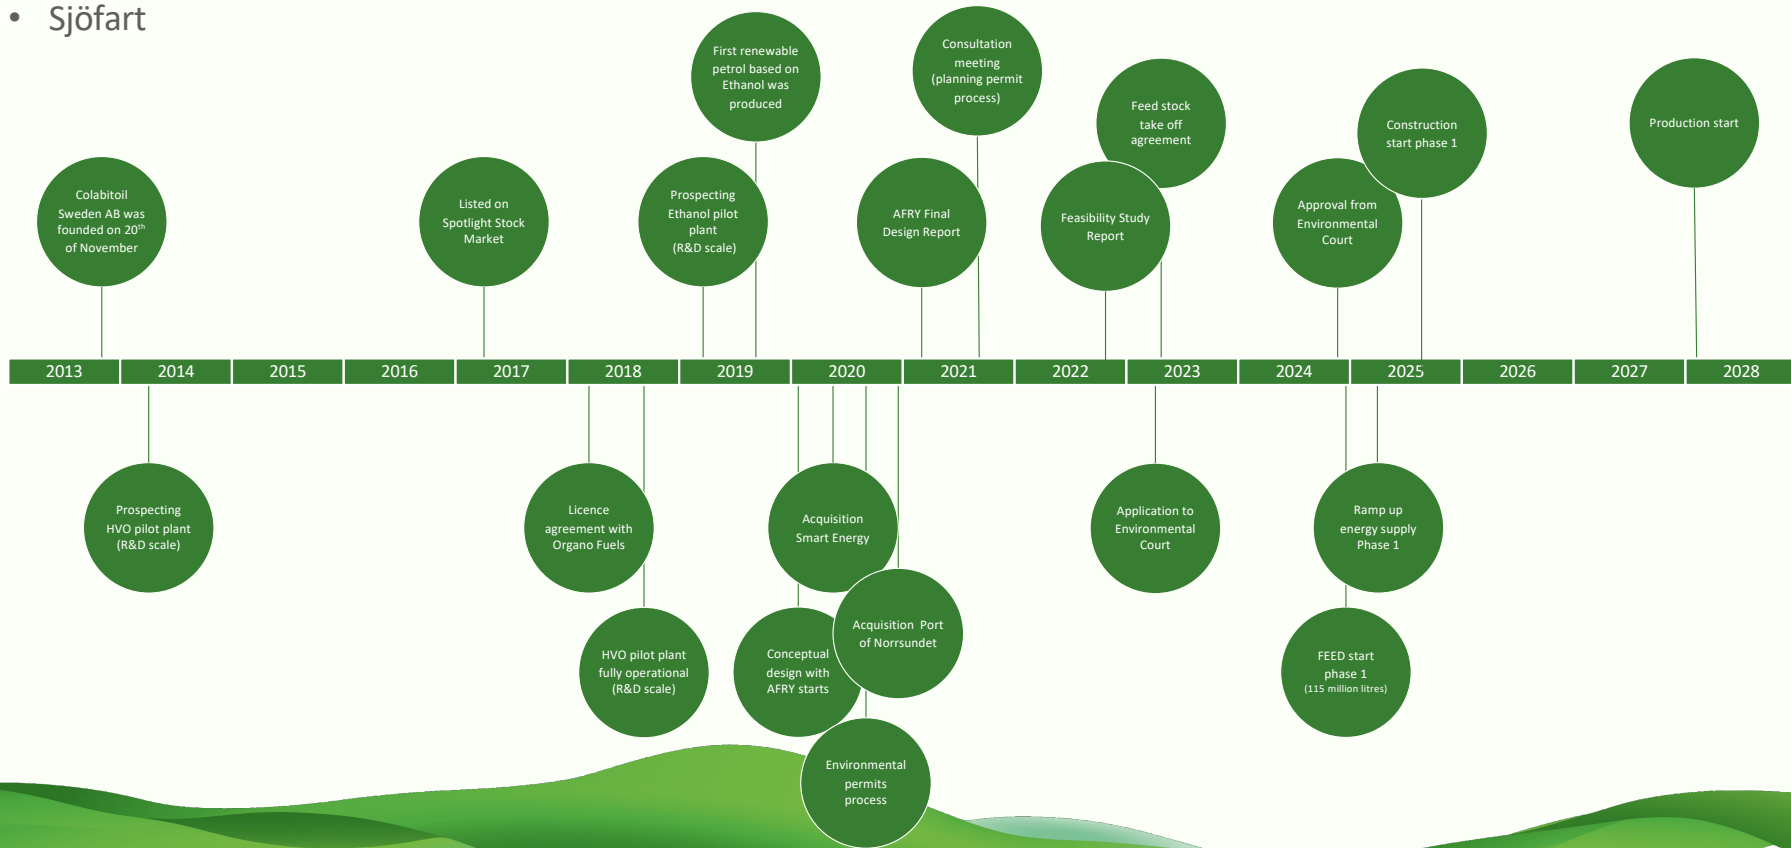 • Sjöfart
First renewable
petrol based on
Ethanol was
produced
Consultation
meeting
(planning permit
process)
Feed stock
take off
agreement
Construction
start phase 1
Production start
Colabitoil
Sweden AB was
founded on 20th
of November
Listed on
Spotlight Stock
Market
Prospecting
Ethanol pilot
plant
(R&D scale)
AFRY Final
Design Report
Feasibility Study
Report
Approval from
Environmental
Court
2013 2014 2015 2016 2017 2018 2019 2020 2021 2022 2023 2024 2025 2026 2027 2028
Prospecting
HVO pilot plant
(R&D scale)
Licence
agreement with
Organo Fuels
Acquisition
Smart Energy
Application to
Environmental
Court
Ramp up
energy supply
Phase 1
HVO pilot plant
fully operational
(R&D scale)
Conceptual
design with
AFRY starts
Acquisition Port
of Norrsundet
FEED start
phase 1
(115 million litres)
Environmental
permits
process